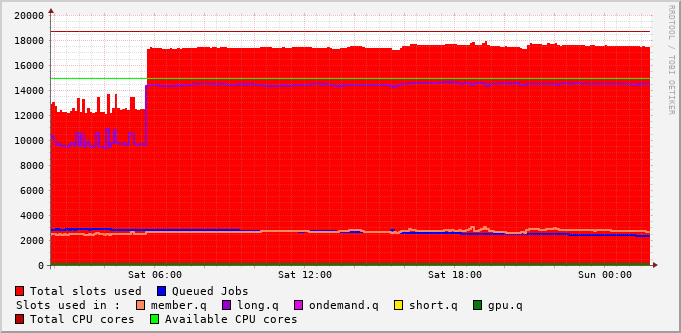 20000
18000
16000
14000
12000
10000
8000
6000
4000
2000
0
Sat 06:00 Sat 12:00 Sat 18:00 Sun 00:00
Total slots used Queued Jobs
Slots used in : member.q long.q ondemand.q short.q gpu.q
Total CPU cores Available CPU cores
RRDTOOL / TOBI OETIKER